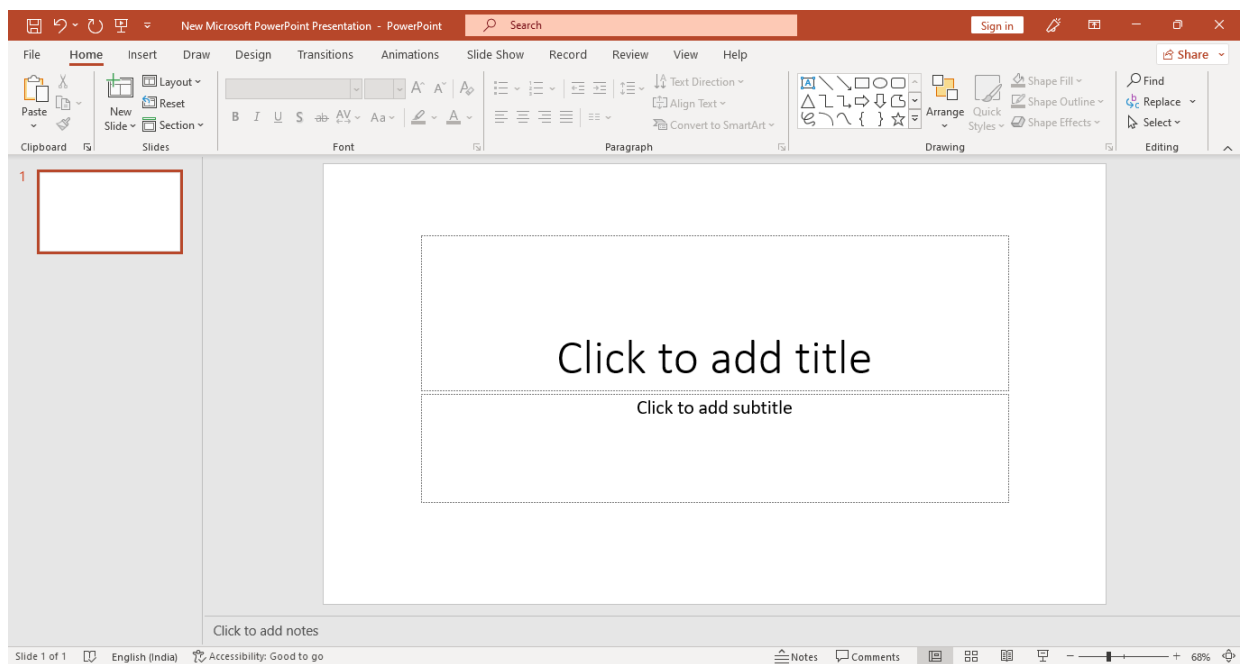 New Microsoft PowerPoint Presentation - PowerPoint
Search
Sign in
File Home Insert Draw Design Transitions Animations Slide Show Record Review View Help
Share
Paste
Clipboard
New
Slide
Layout
Reset
Section
Slides
B I U S ab AV Aa A
A A A
Font
Text Direction
Align Text
Convert to SmartArt
Paragraph
Arrange
Quick
Styles
Shape Fill
Shape Outline
Shape Effects
Drawing
Find
Replace
Select
Editing
1
Click to add title
Click to add subtitle
Click to add notes
Slide 1 of 1 English (India) Accessibility: Good to go Notes Comments 68%